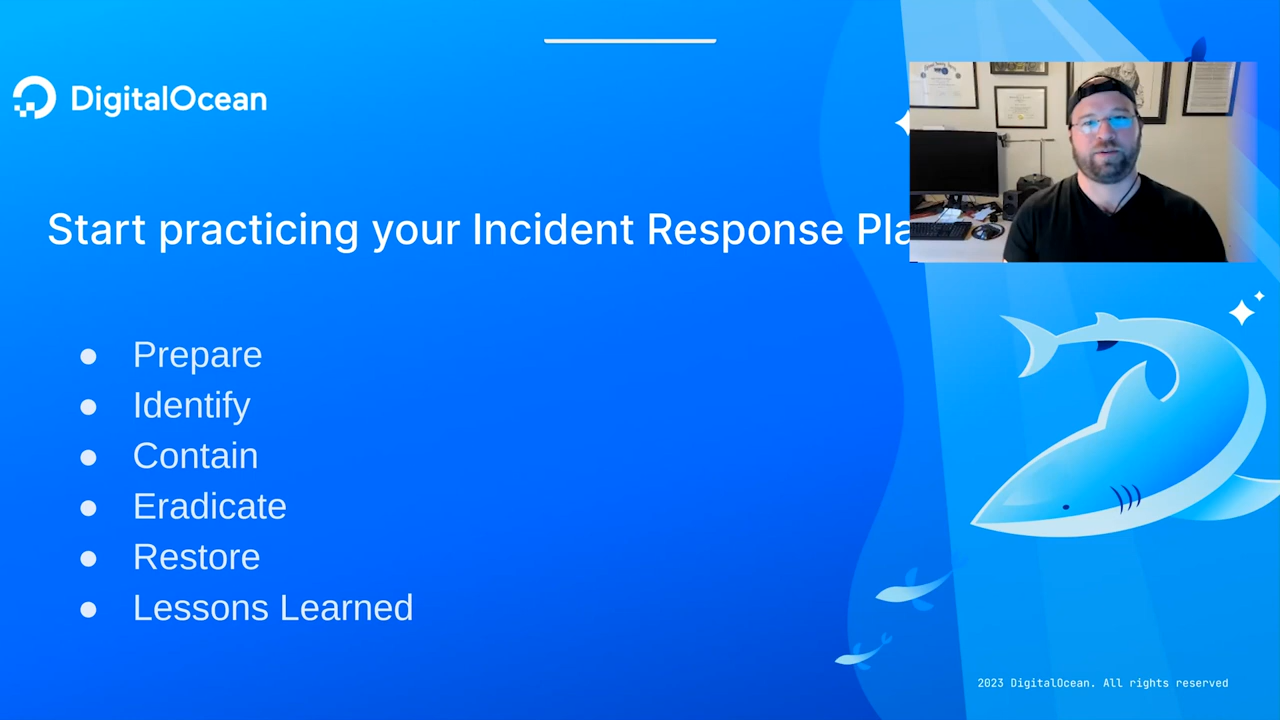 DigitalOcean
Start practicing your Incident Response Pla
● Prepare
● Identify
● Contain
● Eradicate
● Restore
● Lessons Learned
2023 DigitalOcean. All rights reserved